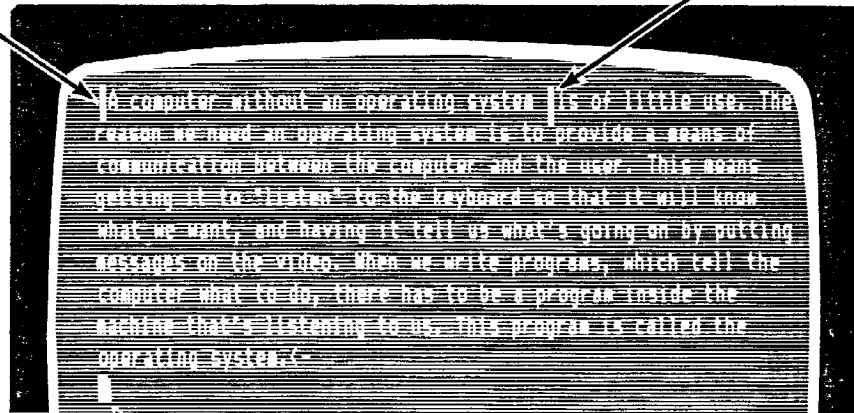 A computer without an operating system is of little use. The
reason we need an operating system is to provide a means of
communication between the computer and the user. This means
getting it to "listen" to the keyboard so that it will know
what we want, and having it tell us what's going on by putting
messages on the video. When we write programs, which tell the
computer what to do, there has to be a program inside the
machine that's listening to us. This program is called the
operating system.<-